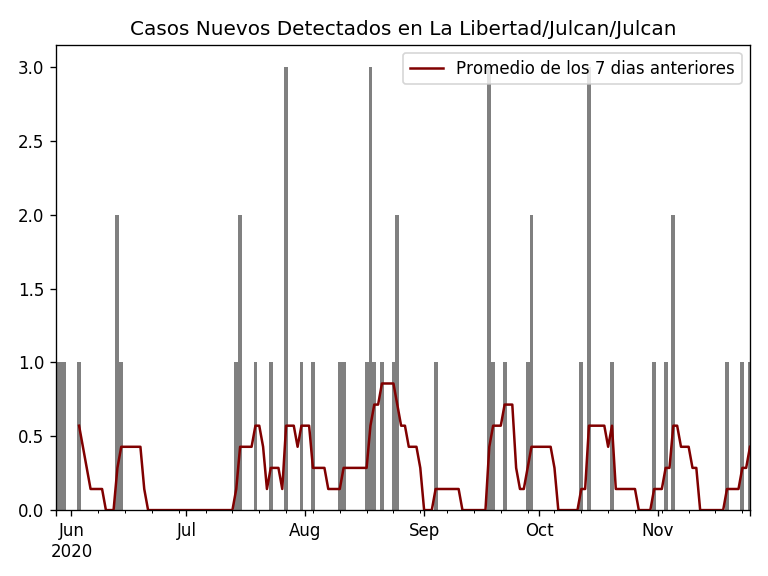 Casos Nuevos Detectados en La Libertad/Julcan/Julcan
Promedio de los 7 dias anteriores
3.0
2.5
2.0
1.5
1.0
0.5
0.0
Jun Jul Aug Sep Oct Nov
2020